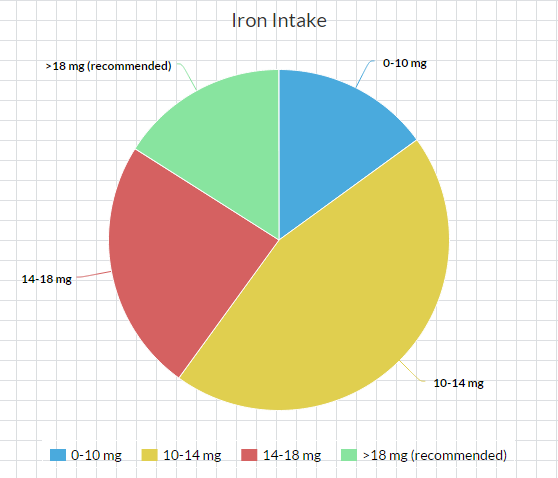 Iron Intake
>18 mg (recommended)
0-10 mg
14-18 mg
10-14 mg
0-10 mg 10-14 mg 14-18 mg >18 mg (recommended)